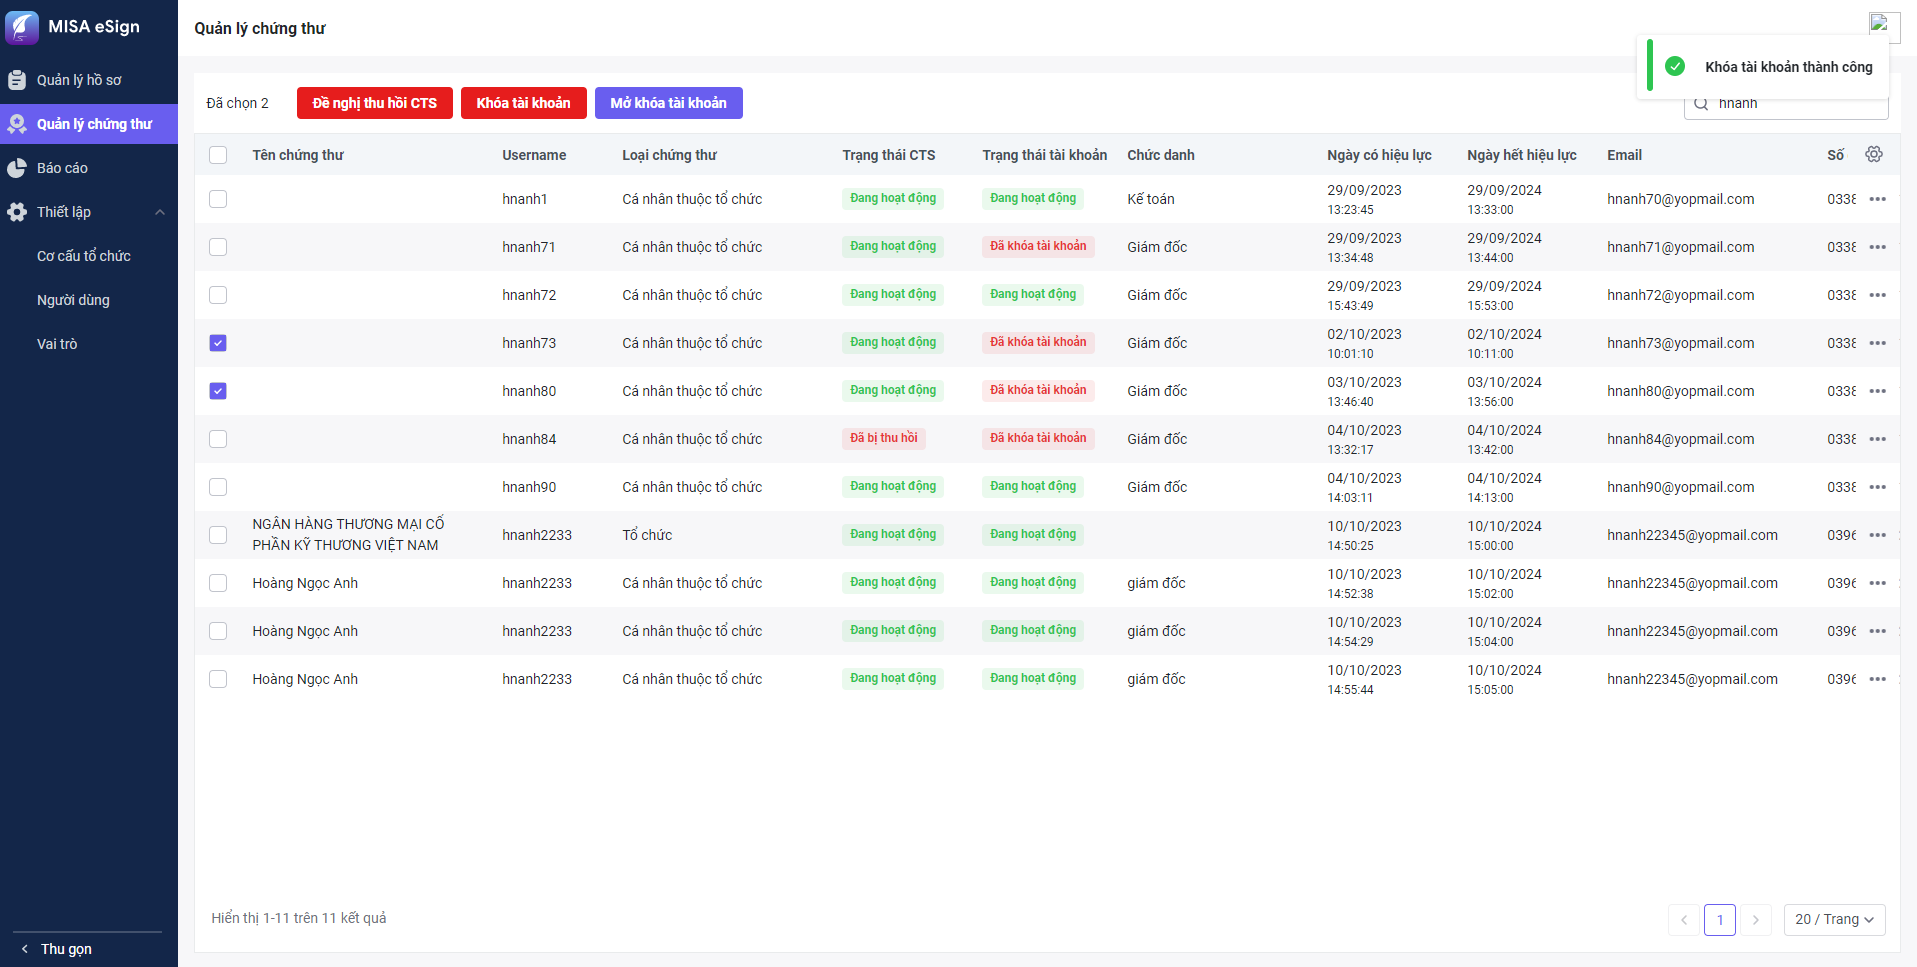 MISA eSign
Quản lý hồ sơ
Quản lý chứng thư
Báo cáo
Thiết lập
Cơ cấu tổ chức
Người dùng
Vai trò
Thu gọn
Quản lý chứng thư
Khóa tài khoản thành công
Đã chọn 2 Đề nghị thu hồi CTS Khóa tài khoản Mở khóa tài khoản hnanh
Tên chứng thư Username Loại chứng thư Trạng thái CTS Trạng thái tài khoản Chức danh Ngày có hiệu lực Ngày hết hiệu lực Email Số
hnanh1 Cá nhân thuộc tổ chức Đang hoạt động Đang hoạt động Kế toán 29/09/2023 29/09/2024 hnanh70@yopmail.com 0338
13:23:45 13:33:00
hnanh71 Cá nhân thuộc tổ chức Đang hoạt động Đã khóa tài khoản Giám đốc 29/09/2023 29/09/2024 hnanh71@yopmail.com 0338
13:34:48 13:44:00
hnanh72 Cá nhân thuộc tổ chức Đang hoạt động Đang hoạt động Giám đốc 29/09/2023 29/09/2024 hnanh72@yopmail.com 0338
15:43:49 15:53:00
hnanh73 Cá nhân thuộc tổ chức Đang hoạt động Đã khóa tài khoản Giám đốc 02/10/2023 02/10/2024 hnanh73@yopmail.com 0338
10:01:10 10:11:00
hnanh80 Cá nhân thuộc tổ chức Đang hoạt động Đã khóa tài khoản Giám đốc 03/10/2023 03/10/2024 hnanh80@yopmail.com 0338
13:46:40 13:56:00
hnanh84 Cá nhân thuộc tổ chức Đã bị thu hồi Đã khóa tài khoản Giám đốc 04/10/2023 04/10/2024 hnanh84@yopmail.com 0338
13:32:17 13:42:00
hnanh90 Cá nhân thuộc tổ chức Đang hoạt động Đang hoạt động Giám đốc 04/10/2023 04/10/2024 hnanh90@yopmail.com 0338
14:03:11 14:13:00
NGÂN HÀNG THƯƠNG MẠI CỔ
PHẦN KỸ THƯƠNG VIỆT NAM hnanh2233 Tổ chức Đang hoạt động Đang hoạt động 10/10/2023 10/10/2024 hnanh22345@yopmail.com 0396
14:50:25 15:00:00
Hoàng Ngọc Anh hnanh2233 Cá nhân thuộc tổ chức Đang hoạt động Đang hoạt động giám đốc 10/10/2023 10/10/2024 hnanh22345@yopmail.com 0396
14:52:38 15:02:00
Hoàng Ngọc Anh hnanh2233 Cá nhân thuộc tổ chức Đang hoạt động Đang hoạt động giám đốc 10/10/2023 10/10/2024 hnanh22345@yopmail.com 0396
14:54:29 15:04:00
Hoàng Ngọc Anh hnanh2233 Cá nhân thuộc tổ chức Đang hoạt động Đang hoạt động giám đốc 10/10/2023 10/10/2024 hnanh22345@yopmail.com 0396
14:55:44 15:05:00
Hiển thị 1-11 trên 11 kết quả 1 20 / Trang